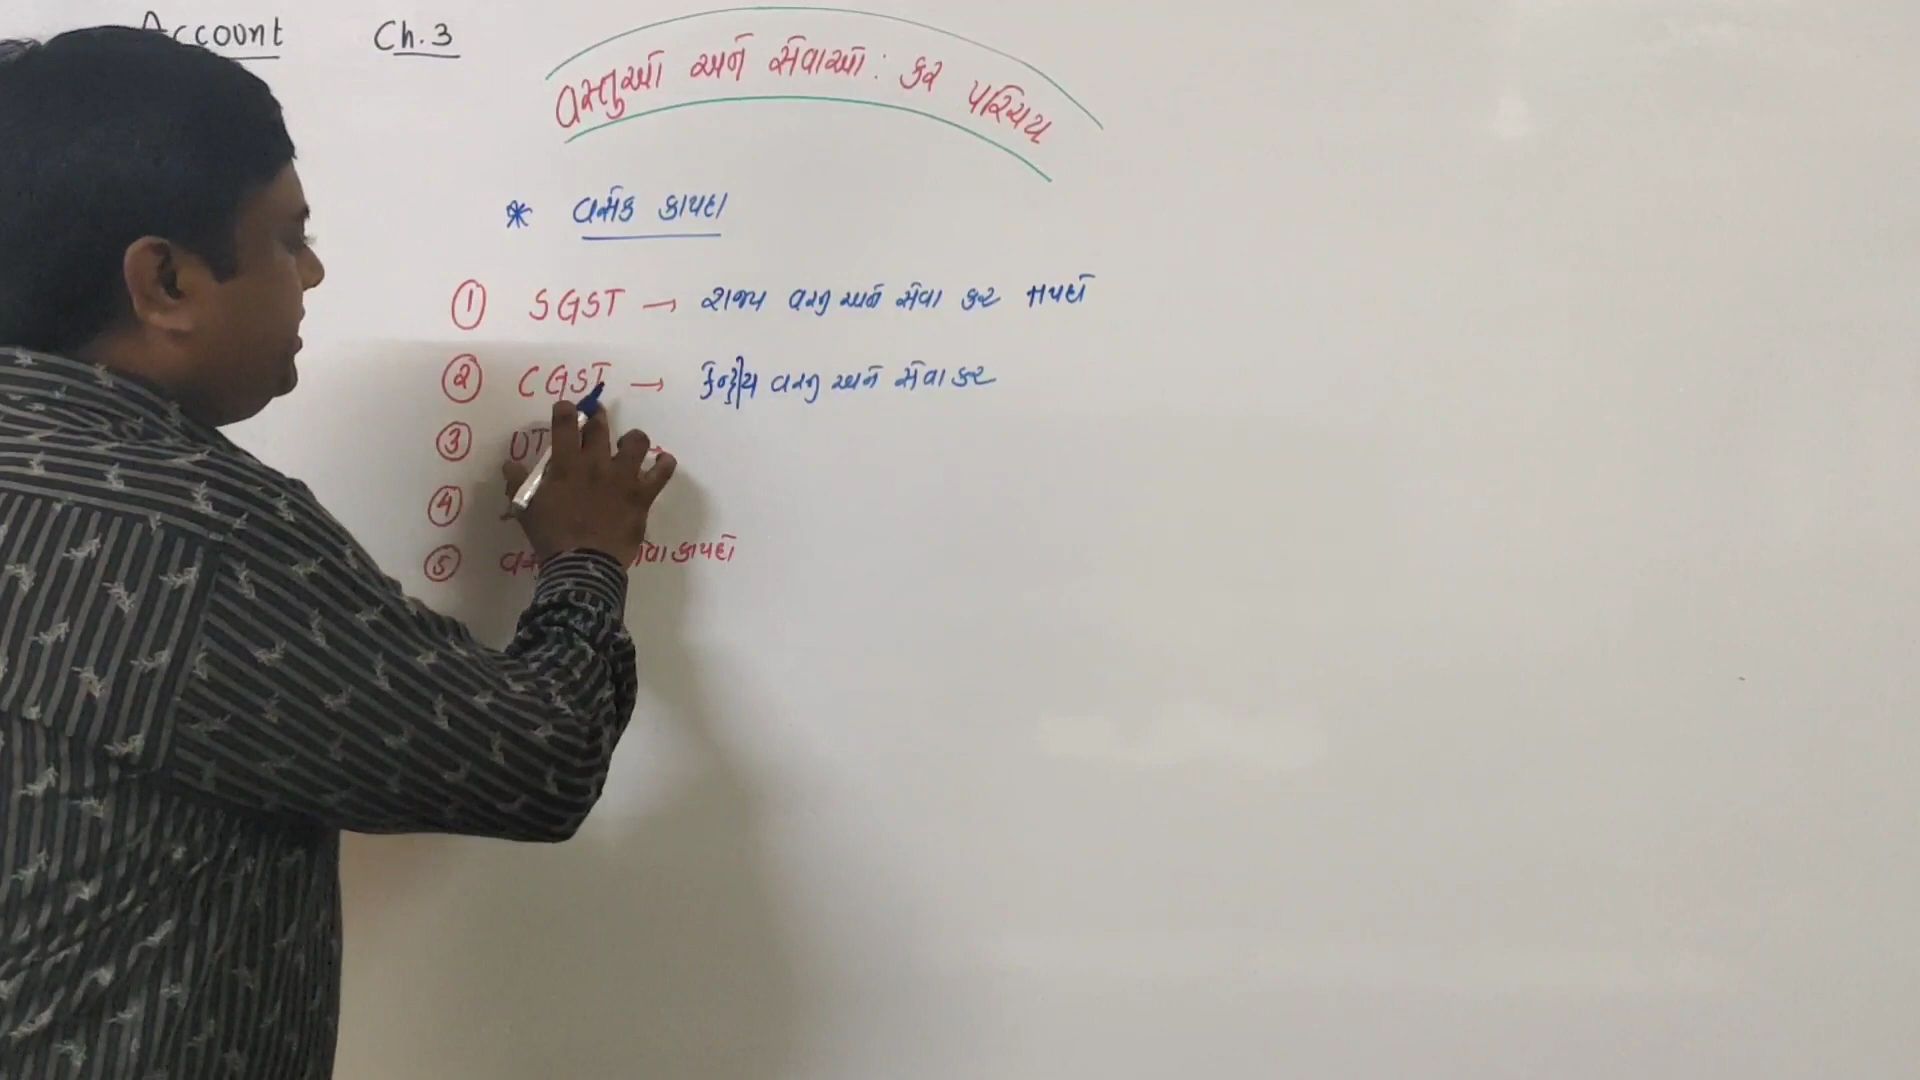 Account Ch.3
વસ્તુઓ અને સેવાઓ : કર પરિચય
* કાયદા
① SGST → રાજ્ય વસ્તુ અને સેવા કર
② CGST → કેન્દ્રીય વસ્તુ અને સેવા કર
③ UT
④
⑤ કાયદો